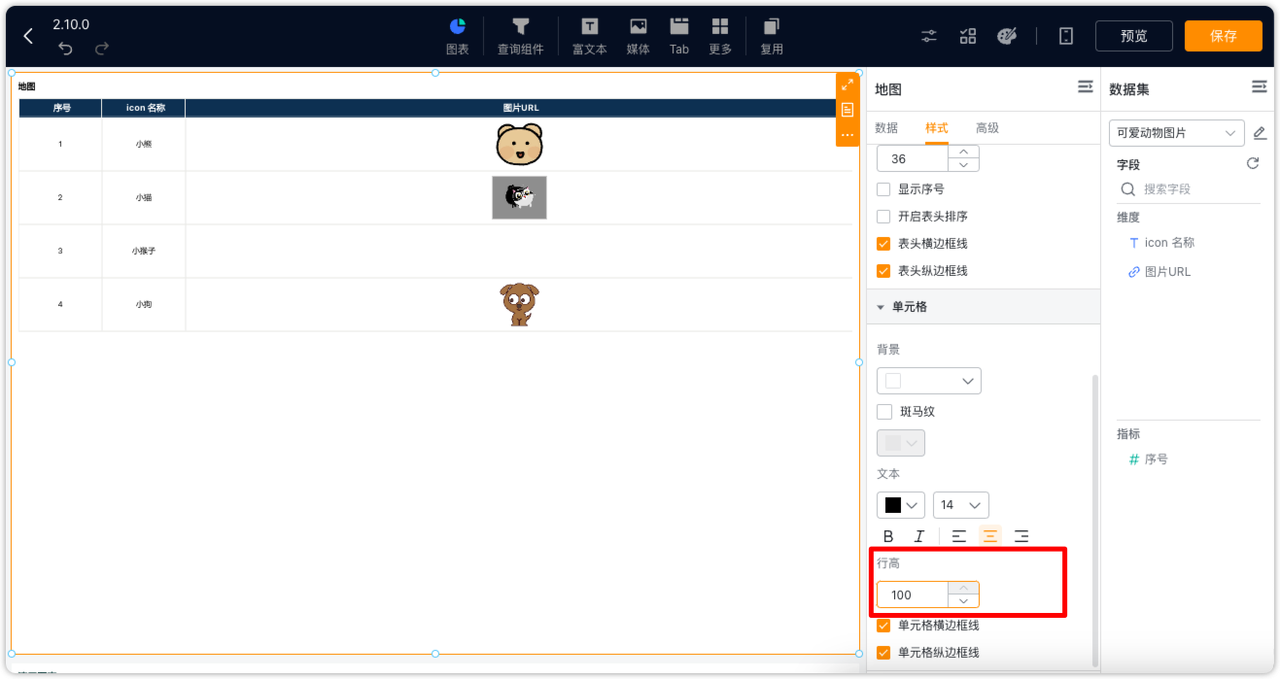 2.10.0
图表
查询组件
富文本
媒体
Tab
更多
复用
预览
保存
地图
序号 icon 名称 图片URL
1 小熊
2 小猫
3 小猴子
4 小狗
地图
数据 样式 高级
36
显示序号
开启表头排序
表头横边框线
表头纵边框线
单元格
背景
斑马纹
文本
14
B I
行高
100
单元格横边框线
单元格纵边框线
数据集
可爱动物图片
字段
搜索字段
维度
T icon 名称
图片URL
指标
# 序号